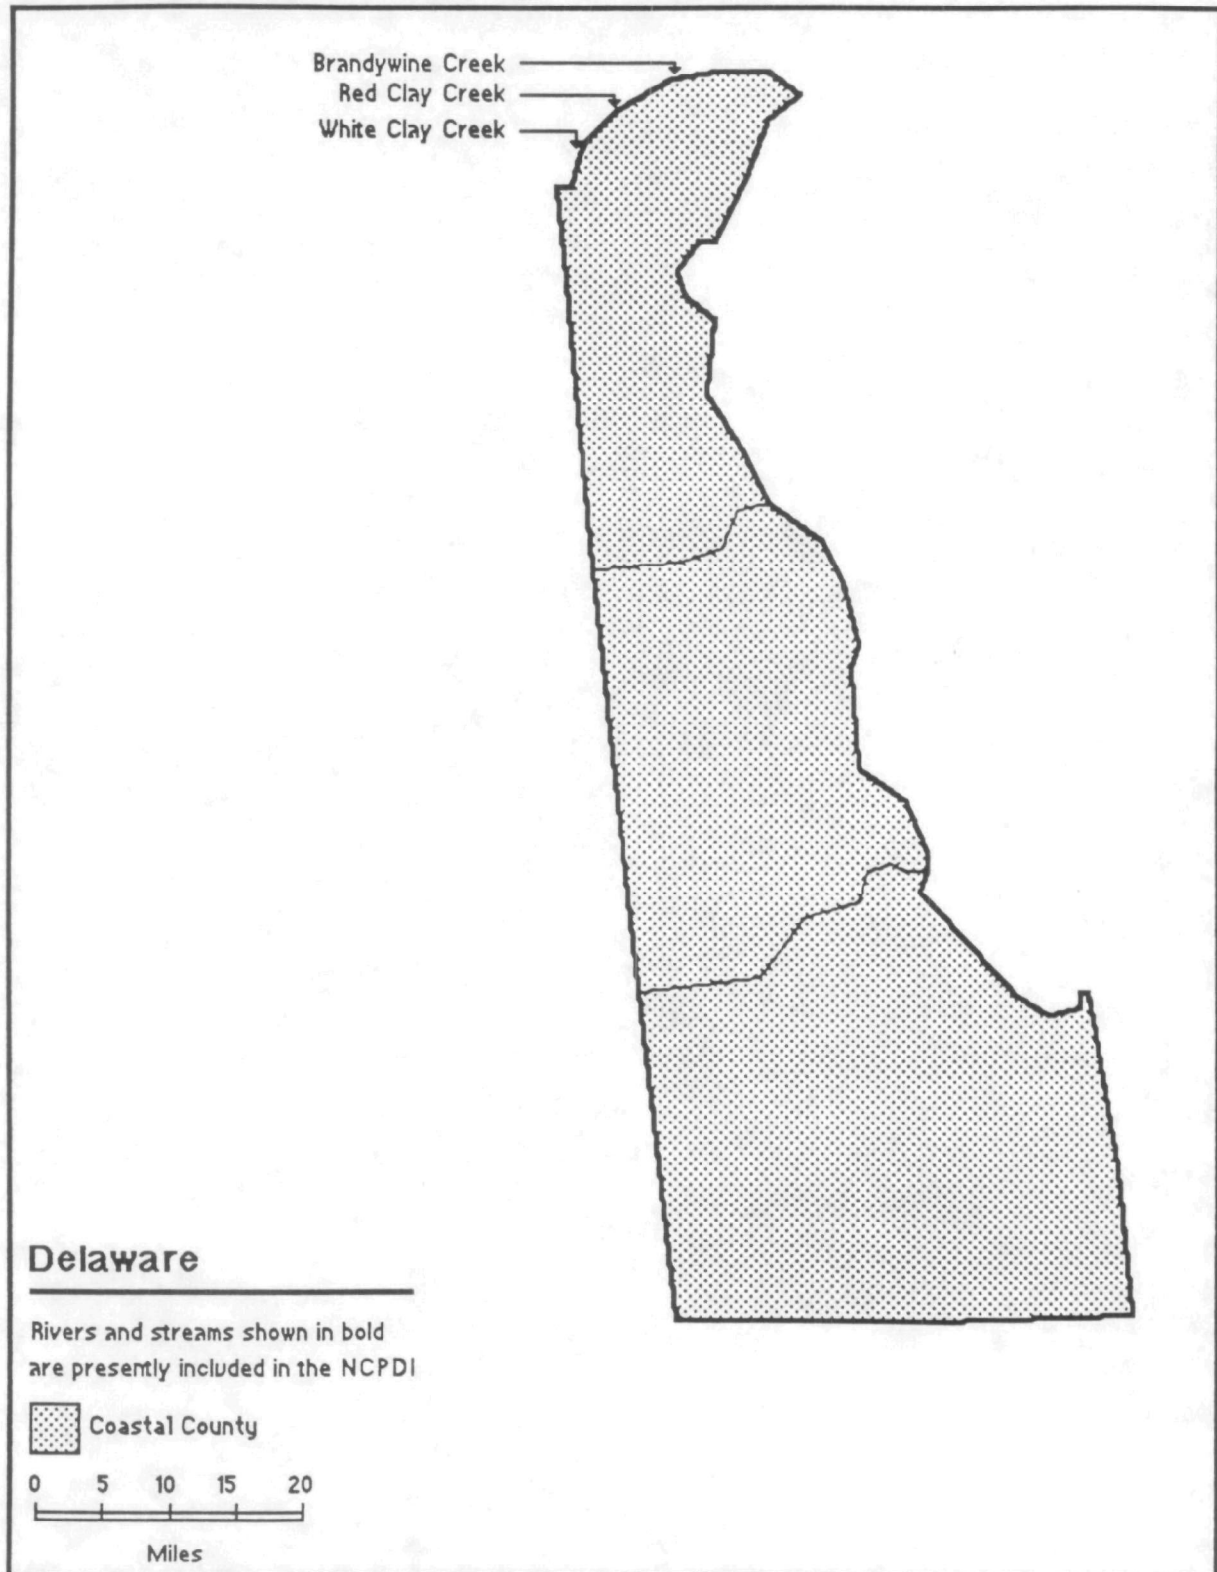 Brandywine Creek
Red Clay Creek
White Clay Creek
Delaware
Rivers and streams shown in bold
are presently included in the NCPDI
Coastal County
0 5 10 15 20
Miles